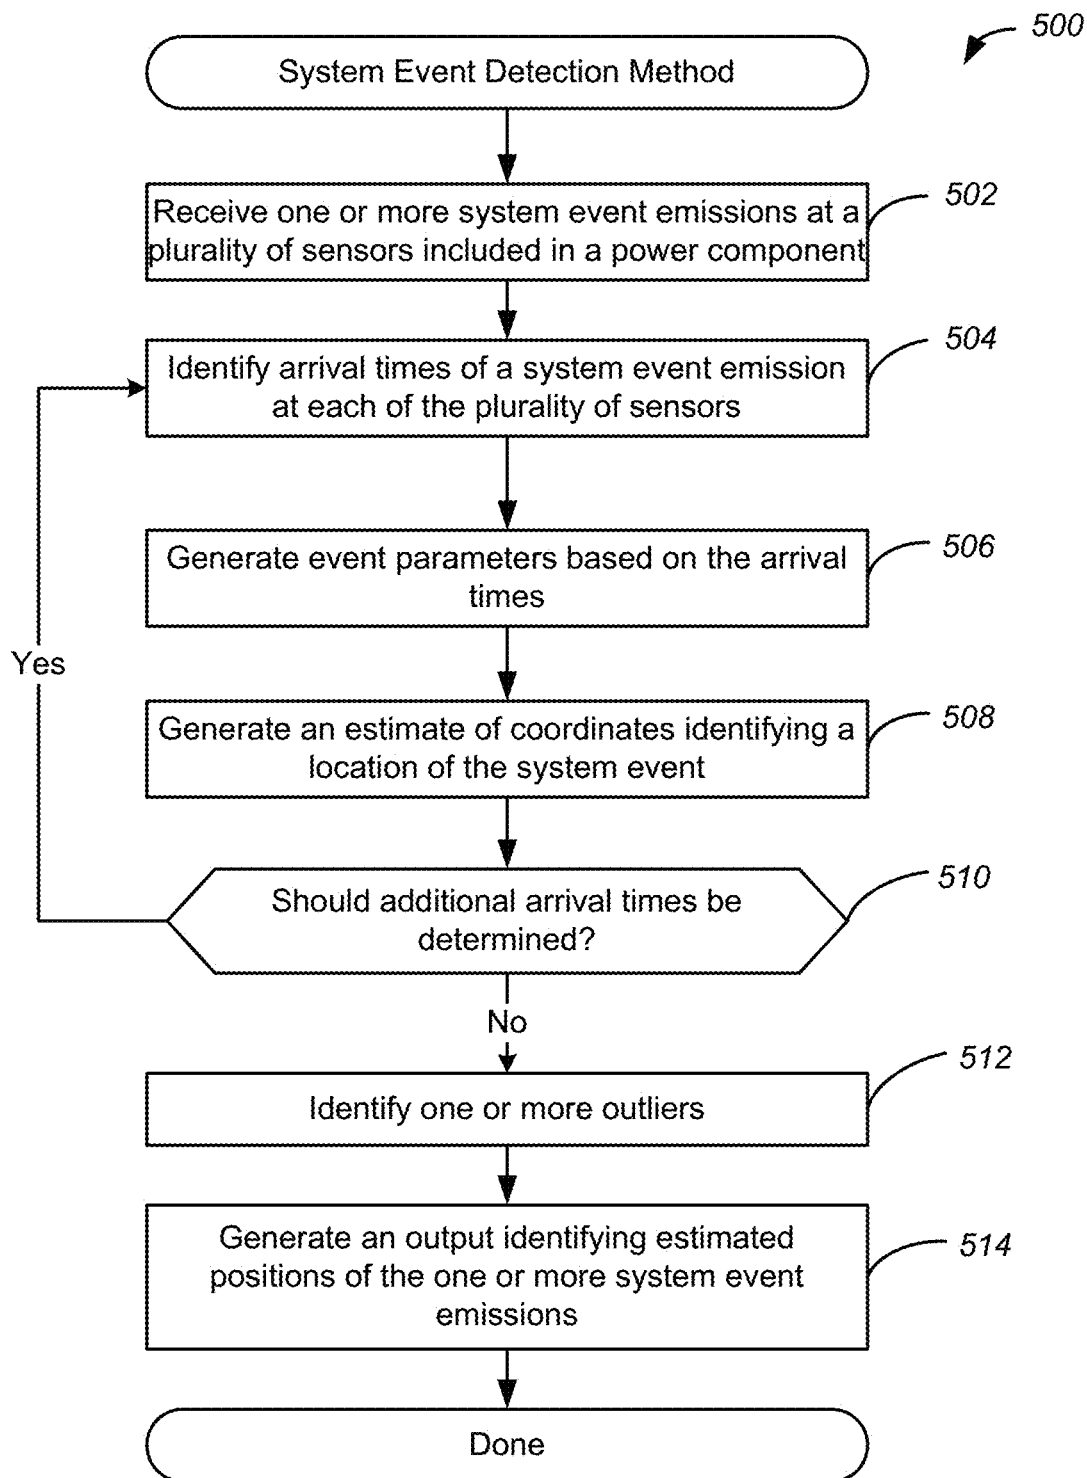 500
System Event Detection Method
Receive one or more system event emissions at a
plurality of sensors included in a power component
502
Identify arrival times of a system event emission
at each of the plurality of sensors
504
Generate event parameters based on the arrival
times
506
Yes
Generate an estimate of coordinates identifying a
location of the system event
508
Should additional arrival times be
determined?
510
No
Identify one or more outliers
512
Generate an output identifying estimated
positions of the one or more system event
emissions
514
Done